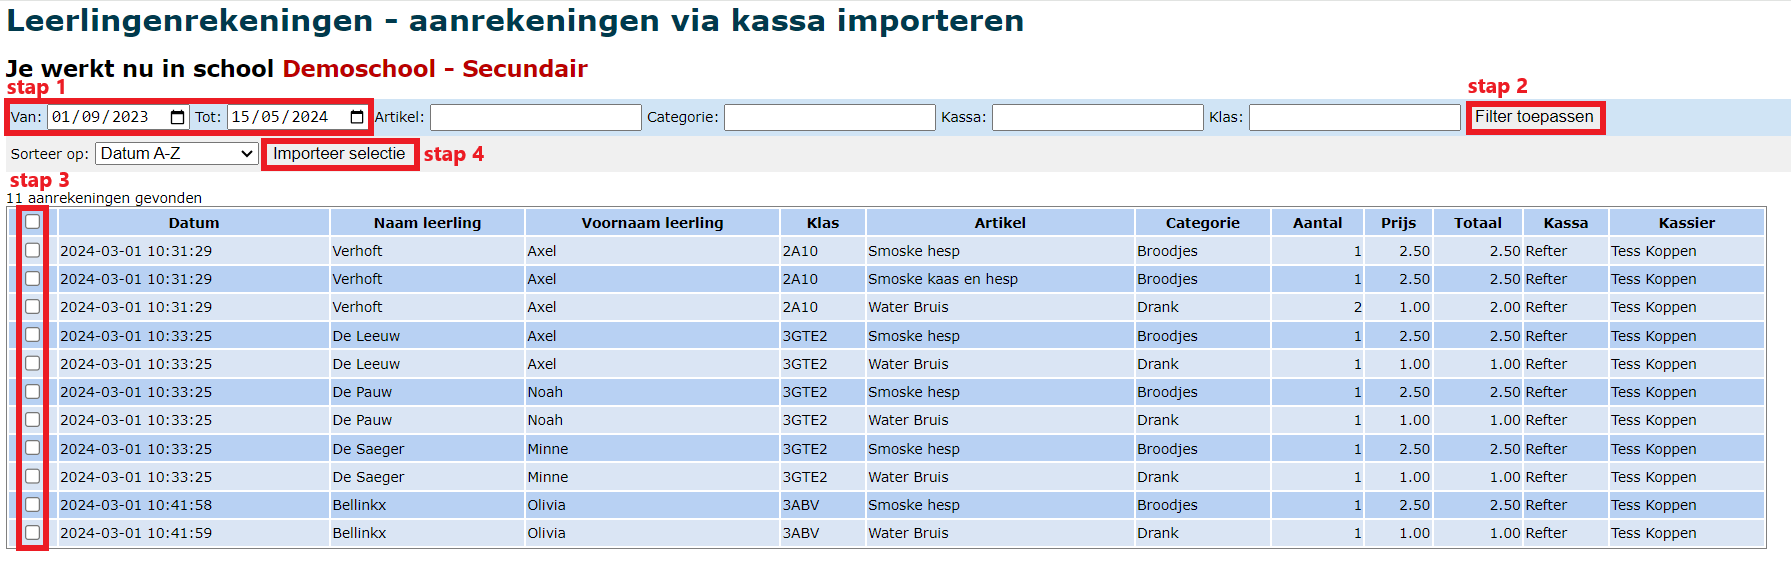 Leerlingenrekeningen - aanrekeningen via kassa importeren
Je werkt nu in school Demoschool - Secundair
stap 1
stap 2
Van: 01/09/2023 Tot: 15/05/2024 Artikel: Categorie: Kassa: Klas: Filter toepassen
Sorteer op: Datum A-Z Importeer selectie stap 4
stap 3
11 aanrekeningen gevonden
Datum Naam leerling Voornaam leerling Klas Artikel Categorie Aantal Prijs Totaal Kassa Kassier
2024-03-01 10:31:29 Verhoft Axel 2A10 Smoske hesp Broodjes 1 2.50 2.50 Refter Tess Koppen
2024-03-01 10:31:29 Verhoft Axel 2A10 Smoske kaas en hesp Broodjes 1 2.50 2.50 Refter Tess Koppen
2024-03-01 10:31:29 Verhoft Axel 2A10 Water Bruis Drank 2 1.00 2.00 Refter Tess Koppen
2024-03-01 10:33:25 De Leeuw Axel 3GTE2 Smoske hesp Broodjes 1 2.50 2.50 Refter Tess Koppen
2024-03-01 10:33:25 De Leeuw Axel 3GTE2 Water Bruis Drank 1 1.00 1.00 Refter Tess Koppen
2024-03-01 10:33:25 De Pauw Noah 3GTE2 Smoske hesp Broodjes 1 2.50 2.50 Refter Tess Koppen
2024-03-01 10:33:25 De Pauw Noah 3GTE2 Water Bruis Drank 1 1.00 1.00 Refter Tess Koppen
2024-03-01 10:33:25 De Saeger Minne 3GTE2 Smoske hesp Broodjes 1 2.50 2.50 Refter Tess Koppen
2024-03-01 10:33:25 De Saeger Minne 3GTE2 Water Bruis Drank 1 1.00 1.00 Refter Tess Koppen
2024-03-01 10:41:58 Bellinkx Olivia 3ABV Smoske hesp Broodjes 1 2.50 2.50 Refter Tess Koppen
2024-03-01 10:41:59 Bellinkx Olivia 3ABV Water Bruis Drank 1 1.00 1.00 Refter Tess Koppen